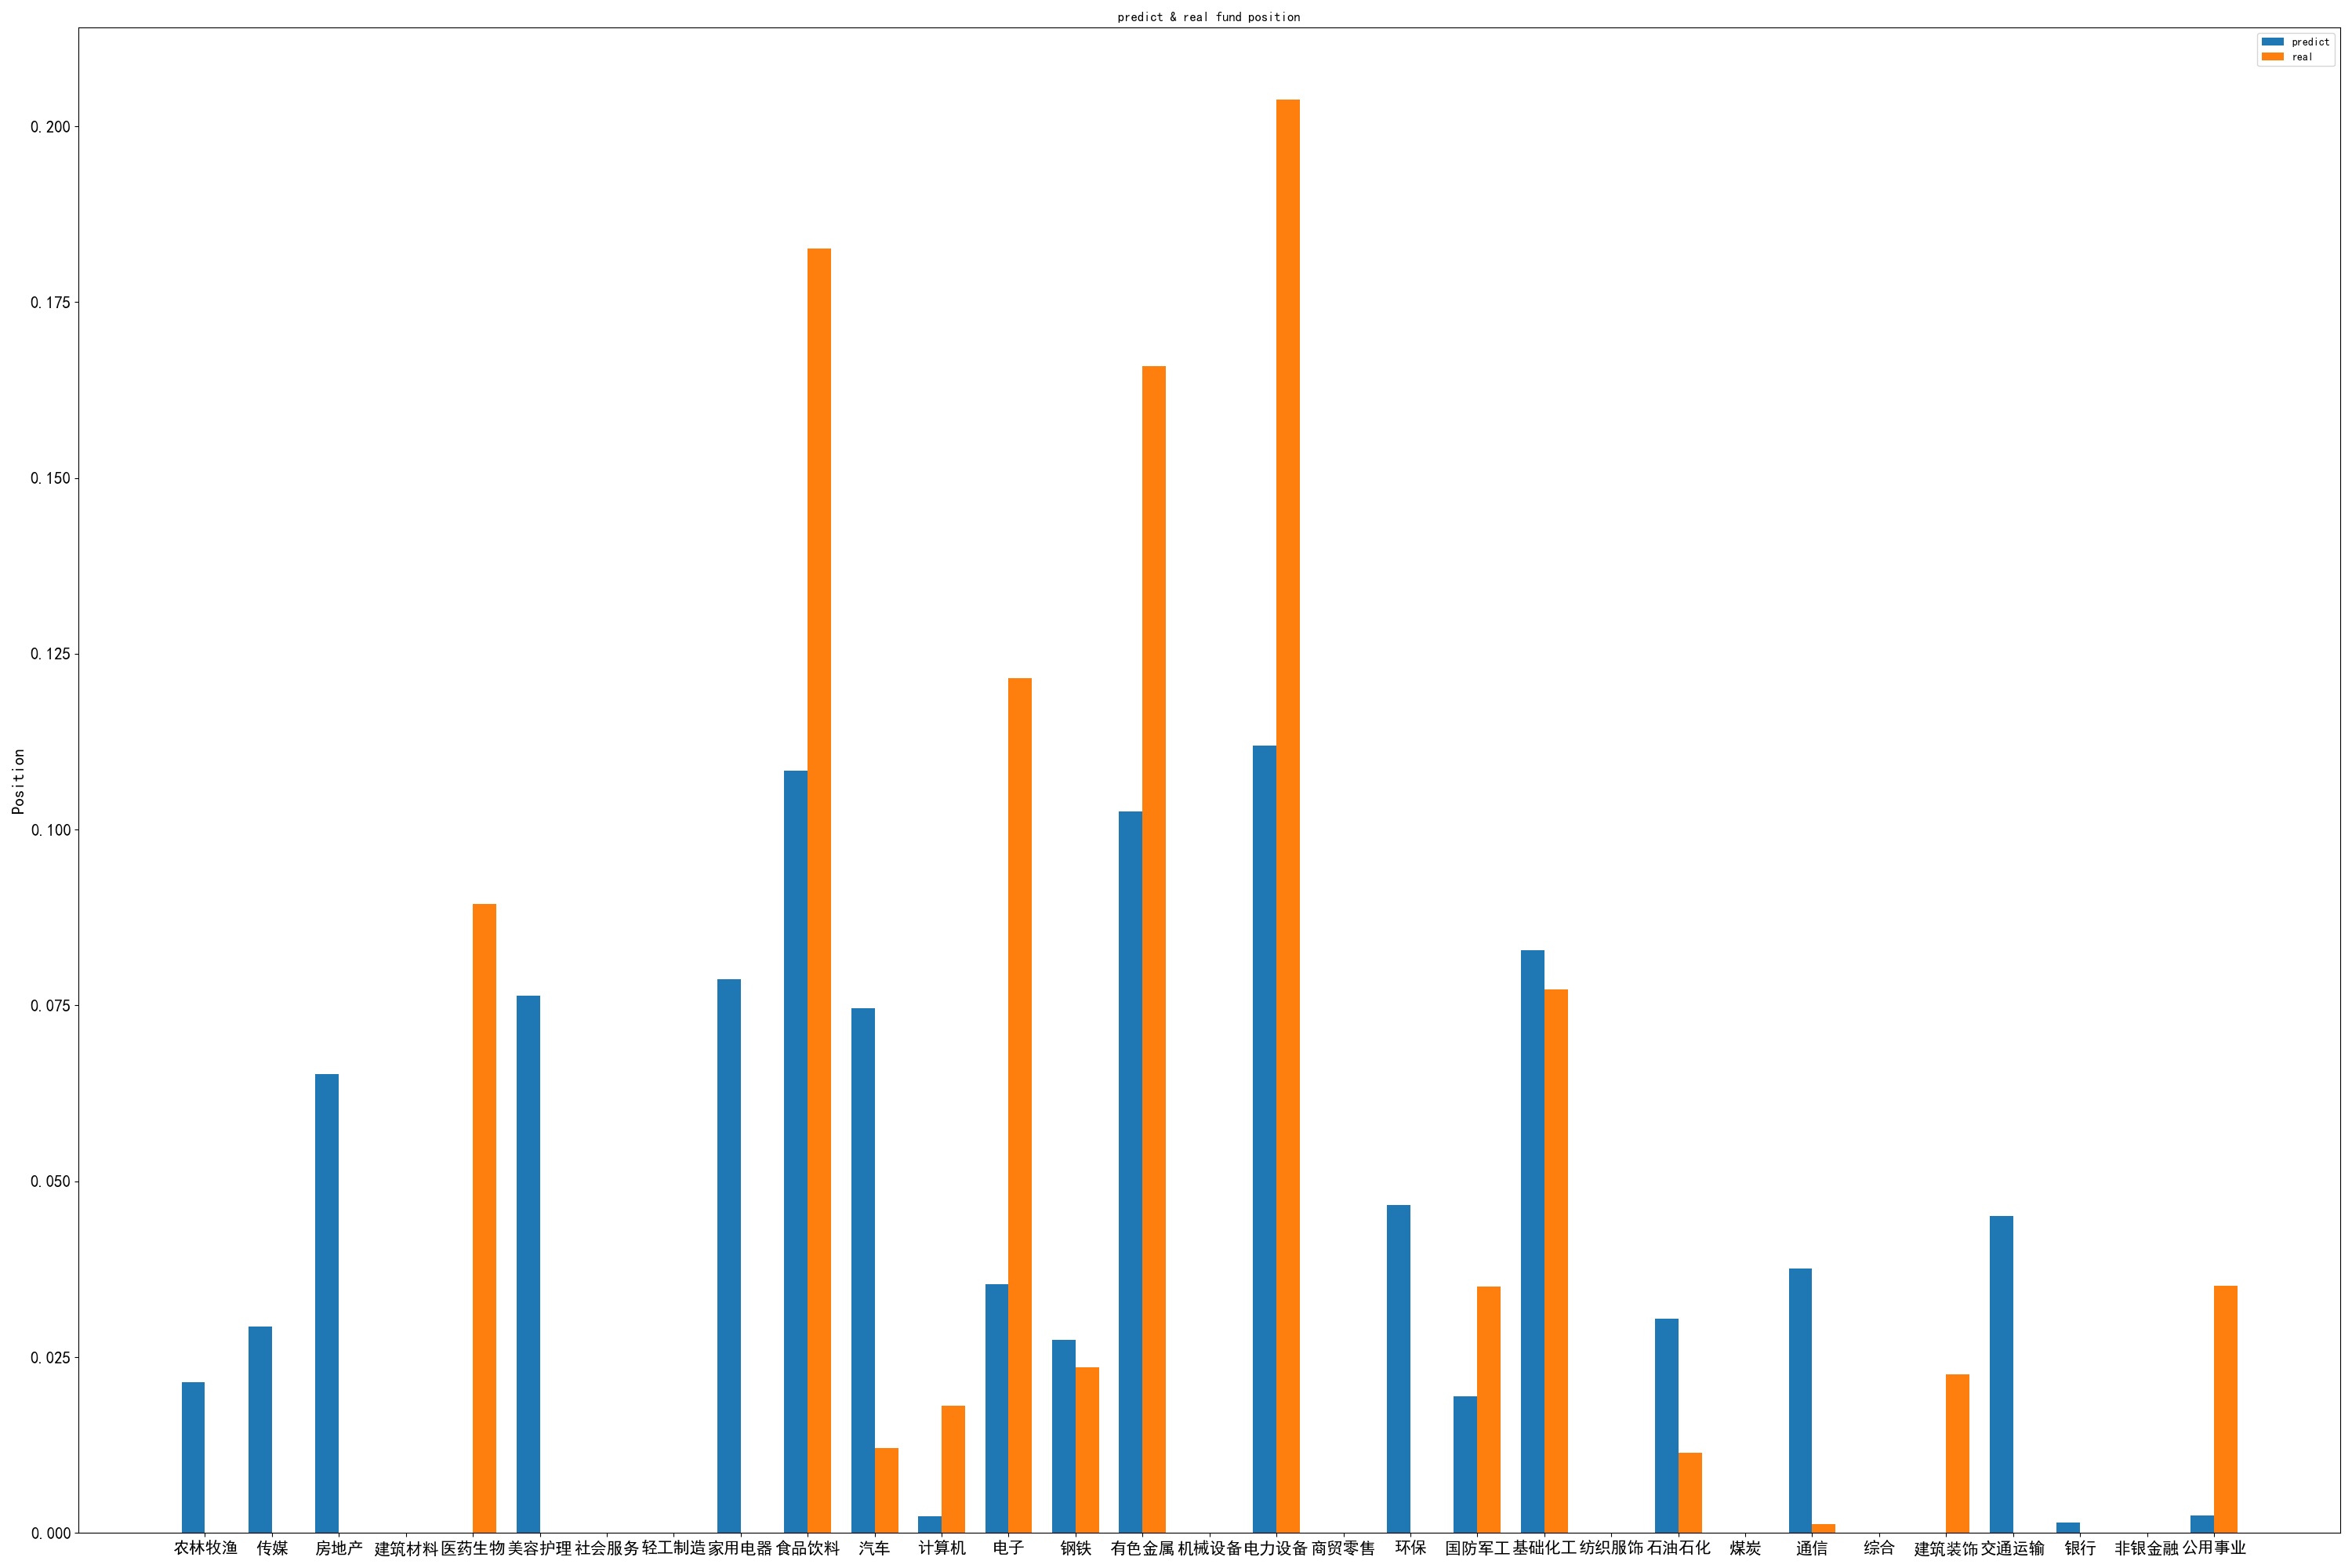 predict & real fund position
predict
real
0.200
0.175
0.150
0.125
0.100
0.075
0.050
0.025
0.000
Position
农林牧渔 传媒 房地产 建筑材料 医药生物 美容护理 社会服务 轻工制造 家用电器 食品饮料 汽车 计算机 电子 钢铁 有色金属 机械设备 电力设备 商贸零售 环保 国防军工 基础化工 纺织服饰 石油石化 煤炭 通信 综合 建筑装饰 交通运输 银行 非银金融 公用事业